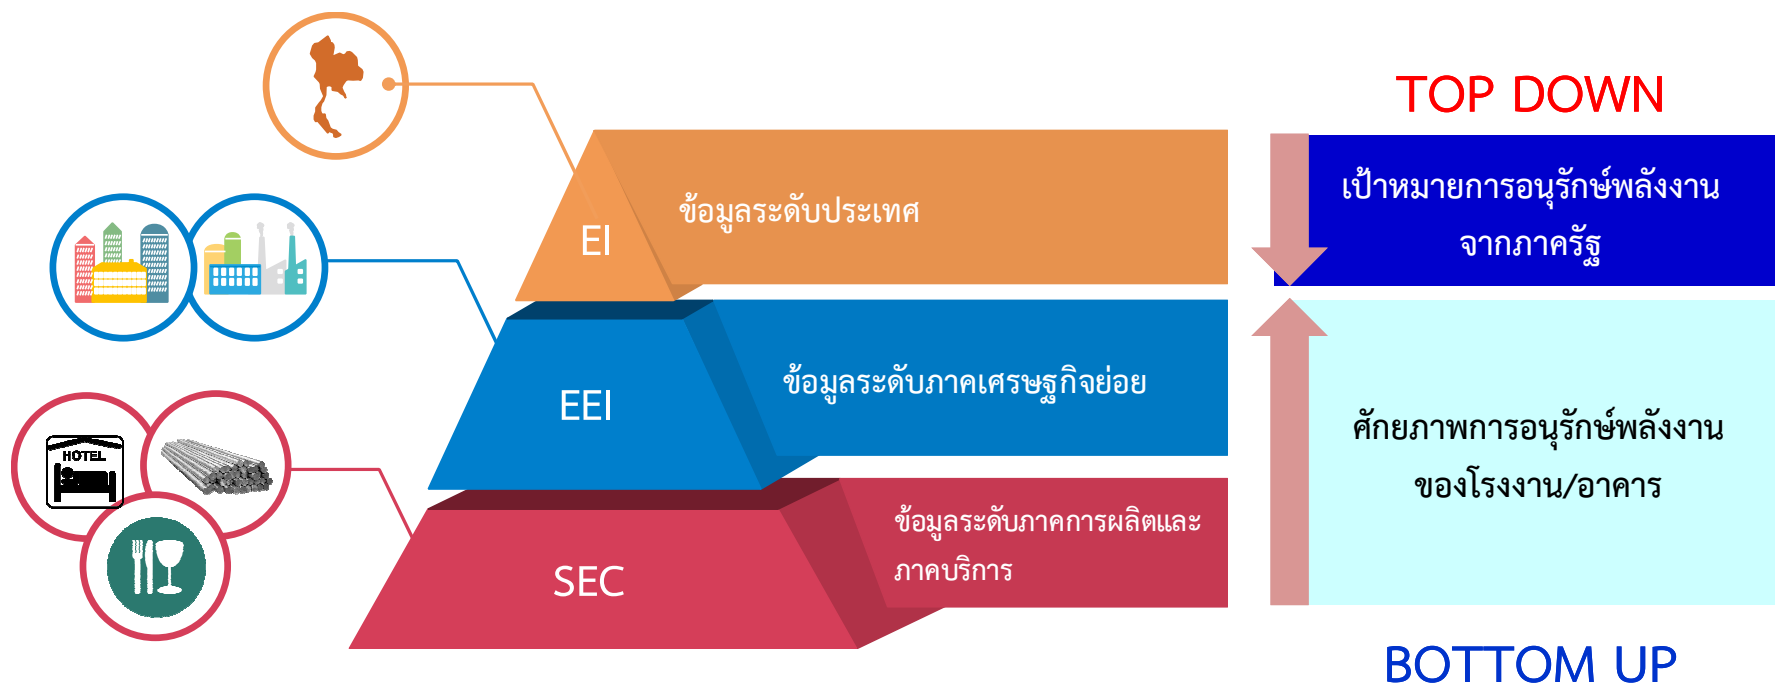 TOP DOWN
EI
ข้อมูลระดับประเทศ
เป้าหมายการอนุรักษ์พลังงาน
จากภาครัฐ
EEI
ข้อมูลระดับภาคเศรษฐกิจย่อย
ศักยภาพการอนุรักษ์พลังงาน
ของโรงงาน/อาคาร
HOTEL
SEC
ข้อมูลระดับภาคการผลิตและ
ภาคบริการ
BOTTOM UP